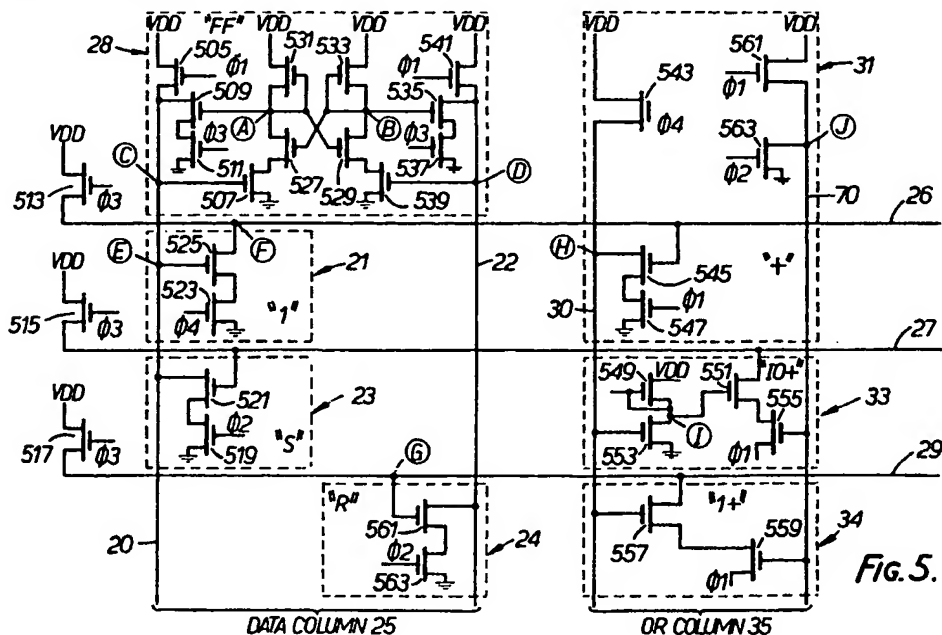 VDD "FF" VDD VDD VDD VDD VDD
28 505 531 533 541 561 31
Φ1 Φ1 Φ1 543
509 535
VDD A B Φ4 563 J
Φ3 Φ3 Φ2
C D
513 Φ3 511 527 537 70
507 529 539 26
E 525 F 21 H "+"
VDD 523 545
515 Φ3 Φ4 "1" 30 Φ1
547 27
VDD 23 549 VDD 551 "IO+" 33
521 555
517 Φ3 Φ2 I
"S" 519 553 Φ1 29
G
"R" "1+" 34
561 24 559
20 Φ2 22 557
563 Φ1 FIG. 5.
DATA COLUMN 25 OR COLUMN 35